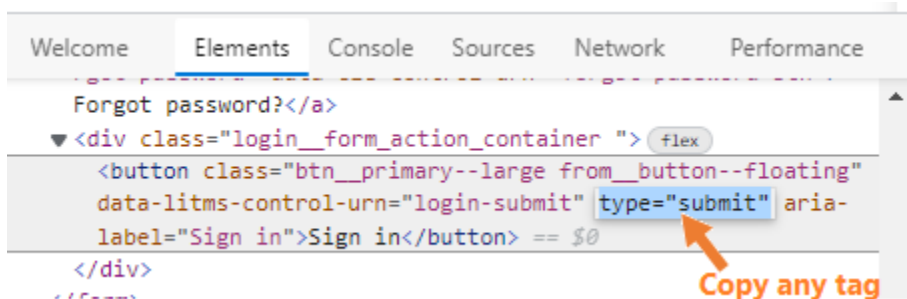 Welcome Elements Console Sources Network Performance
Forgot password?</a>
▼<div class="login__form_action_container "> flex
<button class="btn__primary--large from__button--floating"
data-litms-control-urn="login-submit" type="submit" aria-
label="Sign in">Sign in</button> == $0
</div>
Copy any tag